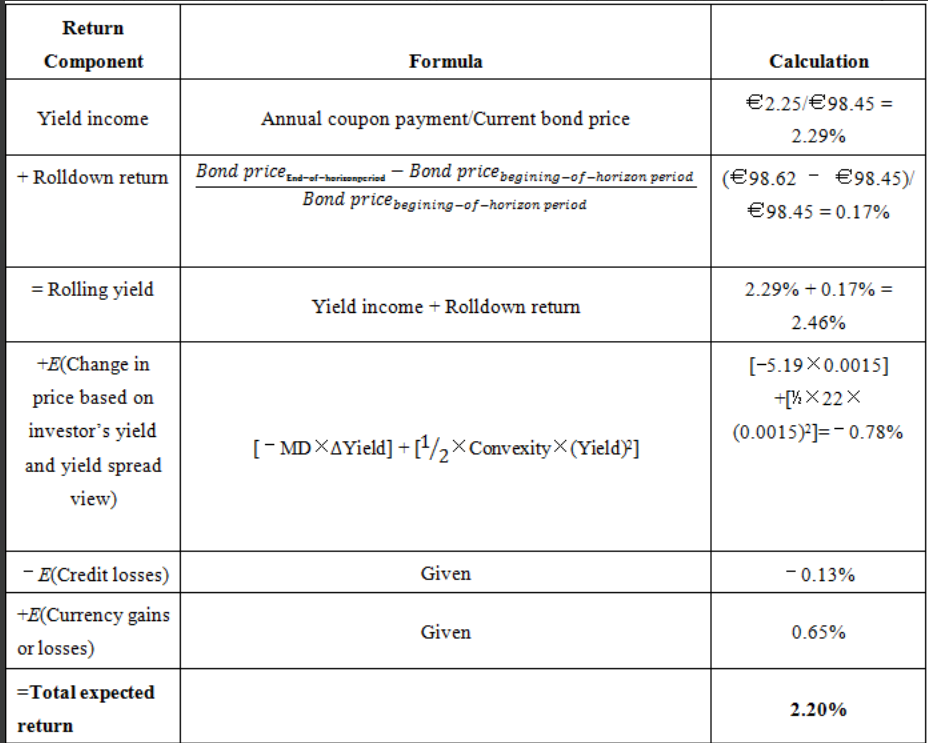 Return
Component
Formula
Calculation
Yield income
Annual coupon payment/Current bond price
€2.25/€98.45 =
2.29%
+ Rolldown return
Bond price End-of-horizonperiod − Bond price begining−of−horizon period
Bond price begining−of−horizon period
(€98.62 − €98.45)/
€98.45 = 0.17%
= Rolling yield
Yield income + Rolldown return
2.29% + 0.17% =
2.46%
+E(Change in
price based on
investor's yield
and yield spread
view)
[− MD×ΔYield] + [1/2×Convexity×(Yield)²]
[−5.19×0.0015]
+[½×22×
(0.0015)²]=− 0.78%
− E(Credit losses)
Given
− 0.13%
+E(Currency gains
or losses)
Given
0.65%
=Total expected
return
2.20%